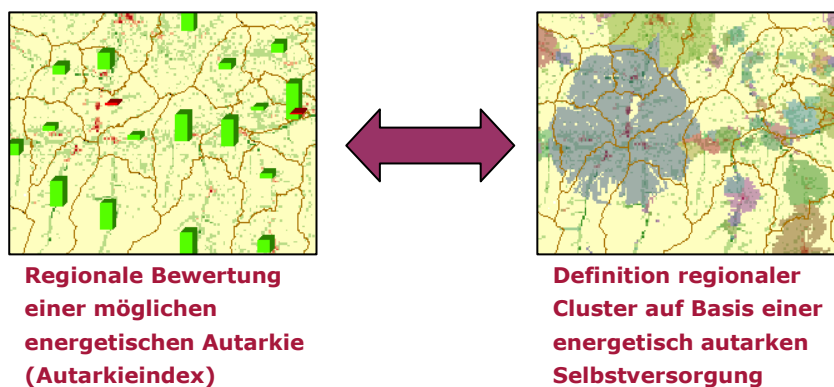 Regionale Bewertung
einer möglichen
energetischen Autarkie
(Autarkieindex)
Definition regionaler
Cluster auf Basis einer
energetisch autarken
Selbstversorgung